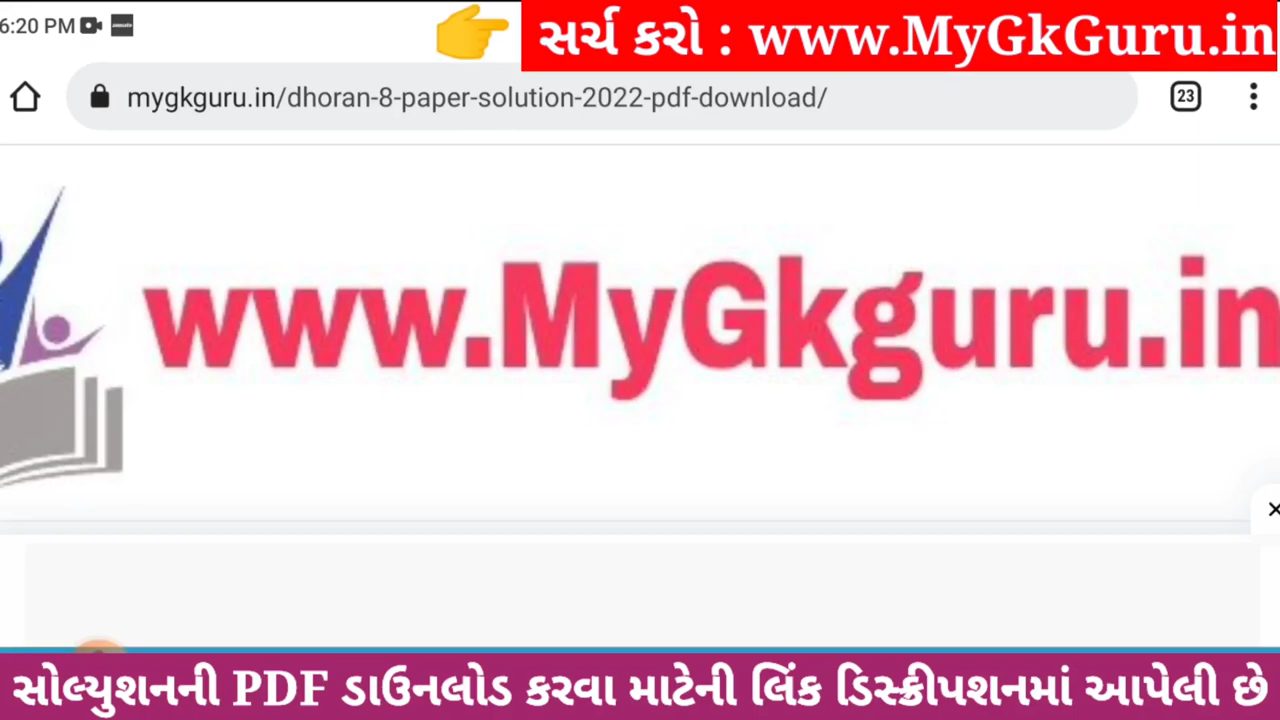 6:20 PM
સર્ચ કરો : www.MyGkGuru.in
mygkguru.in/dhoran-8-paper-solution-2022-pdf-download/
23
www.MyGkguru.in
સોલ્યુશનની PDF ડાઉનલોડ કરવા માટેની લિંક ડિસ્ક્રીપશનમાં આપેલી છે